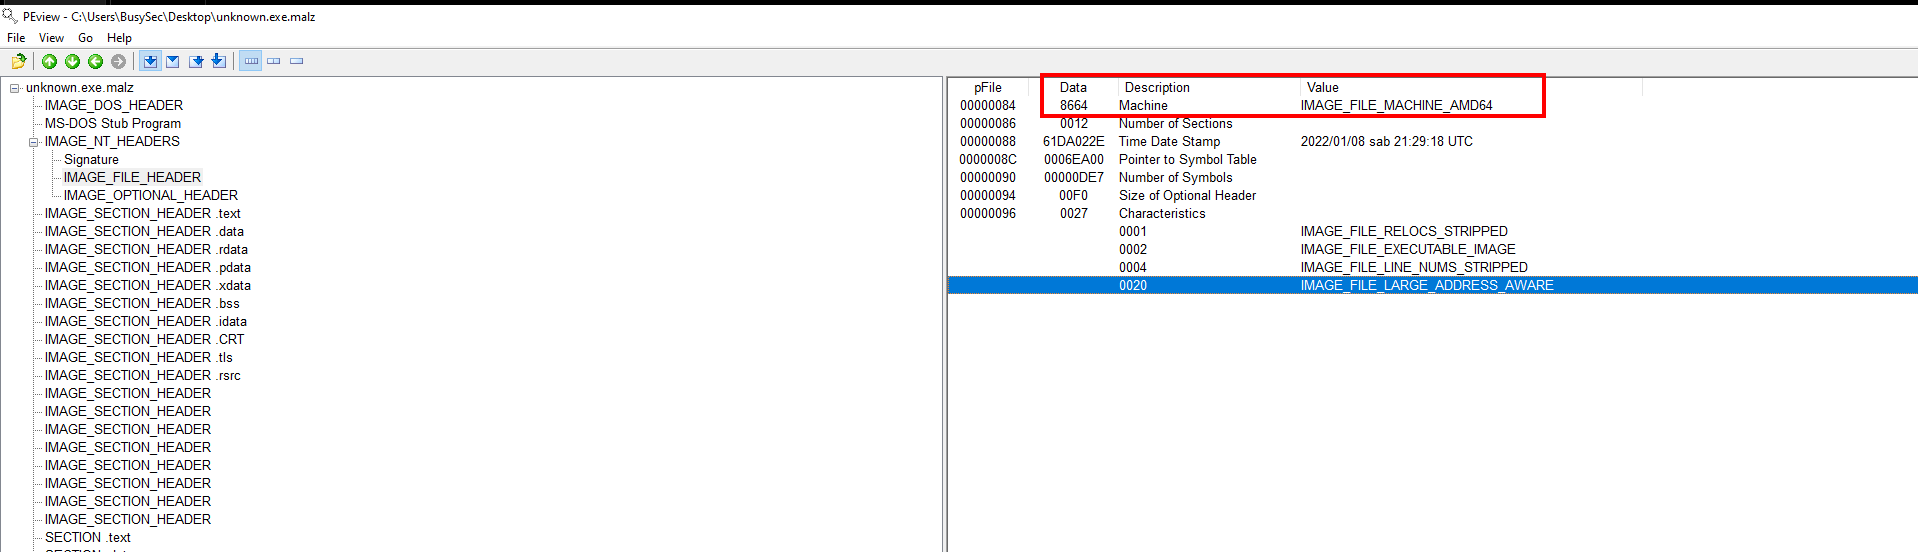 PEview - C:\Users\BusySec\Desktop\unknown.exe.malz
File View Go Help
unknown.exe.malz
IMAGE_DOS_HEADER
MS-DOS Stub Program
IMAGE_NT_HEADERS
Signature
IMAGE_FILE_HEADER
IMAGE_OPTIONAL_HEADER
IMAGE_SECTION_HEADER .text
IMAGE_SECTION_HEADER .data
IMAGE_SECTION_HEADER .rdata
IMAGE_SECTION_HEADER .pdata
IMAGE_SECTION_HEADER .xdata
IMAGE_SECTION_HEADER .bss
IMAGE_SECTION_HEADER .idata
IMAGE_SECTION_HEADER .CRT
IMAGE_SECTION_HEADER .tls
IMAGE_SECTION_HEADER .rsrc
IMAGE_SECTION_HEADER
IMAGE_SECTION_HEADER
IMAGE_SECTION_HEADER
IMAGE_SECTION_HEADER
IMAGE_SECTION_HEADER
IMAGE_SECTION_HEADER
IMAGE_SECTION_HEADER
IMAGE_SECTION_HEADER
SECTION .text
pFile Data Description Value
00000084 8664 Machine IMAGE_FILE_MACHINE_AMD64
00000086 0012 Number of Sections
00000088 61DA022E Time Date Stamp 2022/01/08 sab 21:29:18 UTC
0000008C 0006EA00 Pointer to Symbol Table
00000090 00000DE7 Number of Symbols
00000094 00F0 Size of Optional Header
00000096 0027 Characteristics
0001 IMAGE_FILE_RELOCS_STRIPPED
0002 IMAGE_FILE_EXECUTABLE_IMAGE
0004 IMAGE_FILE_LINE_NUMS_STRIPPED
0020 IMAGE_FILE_LARGE_ADDRESS_AWARE